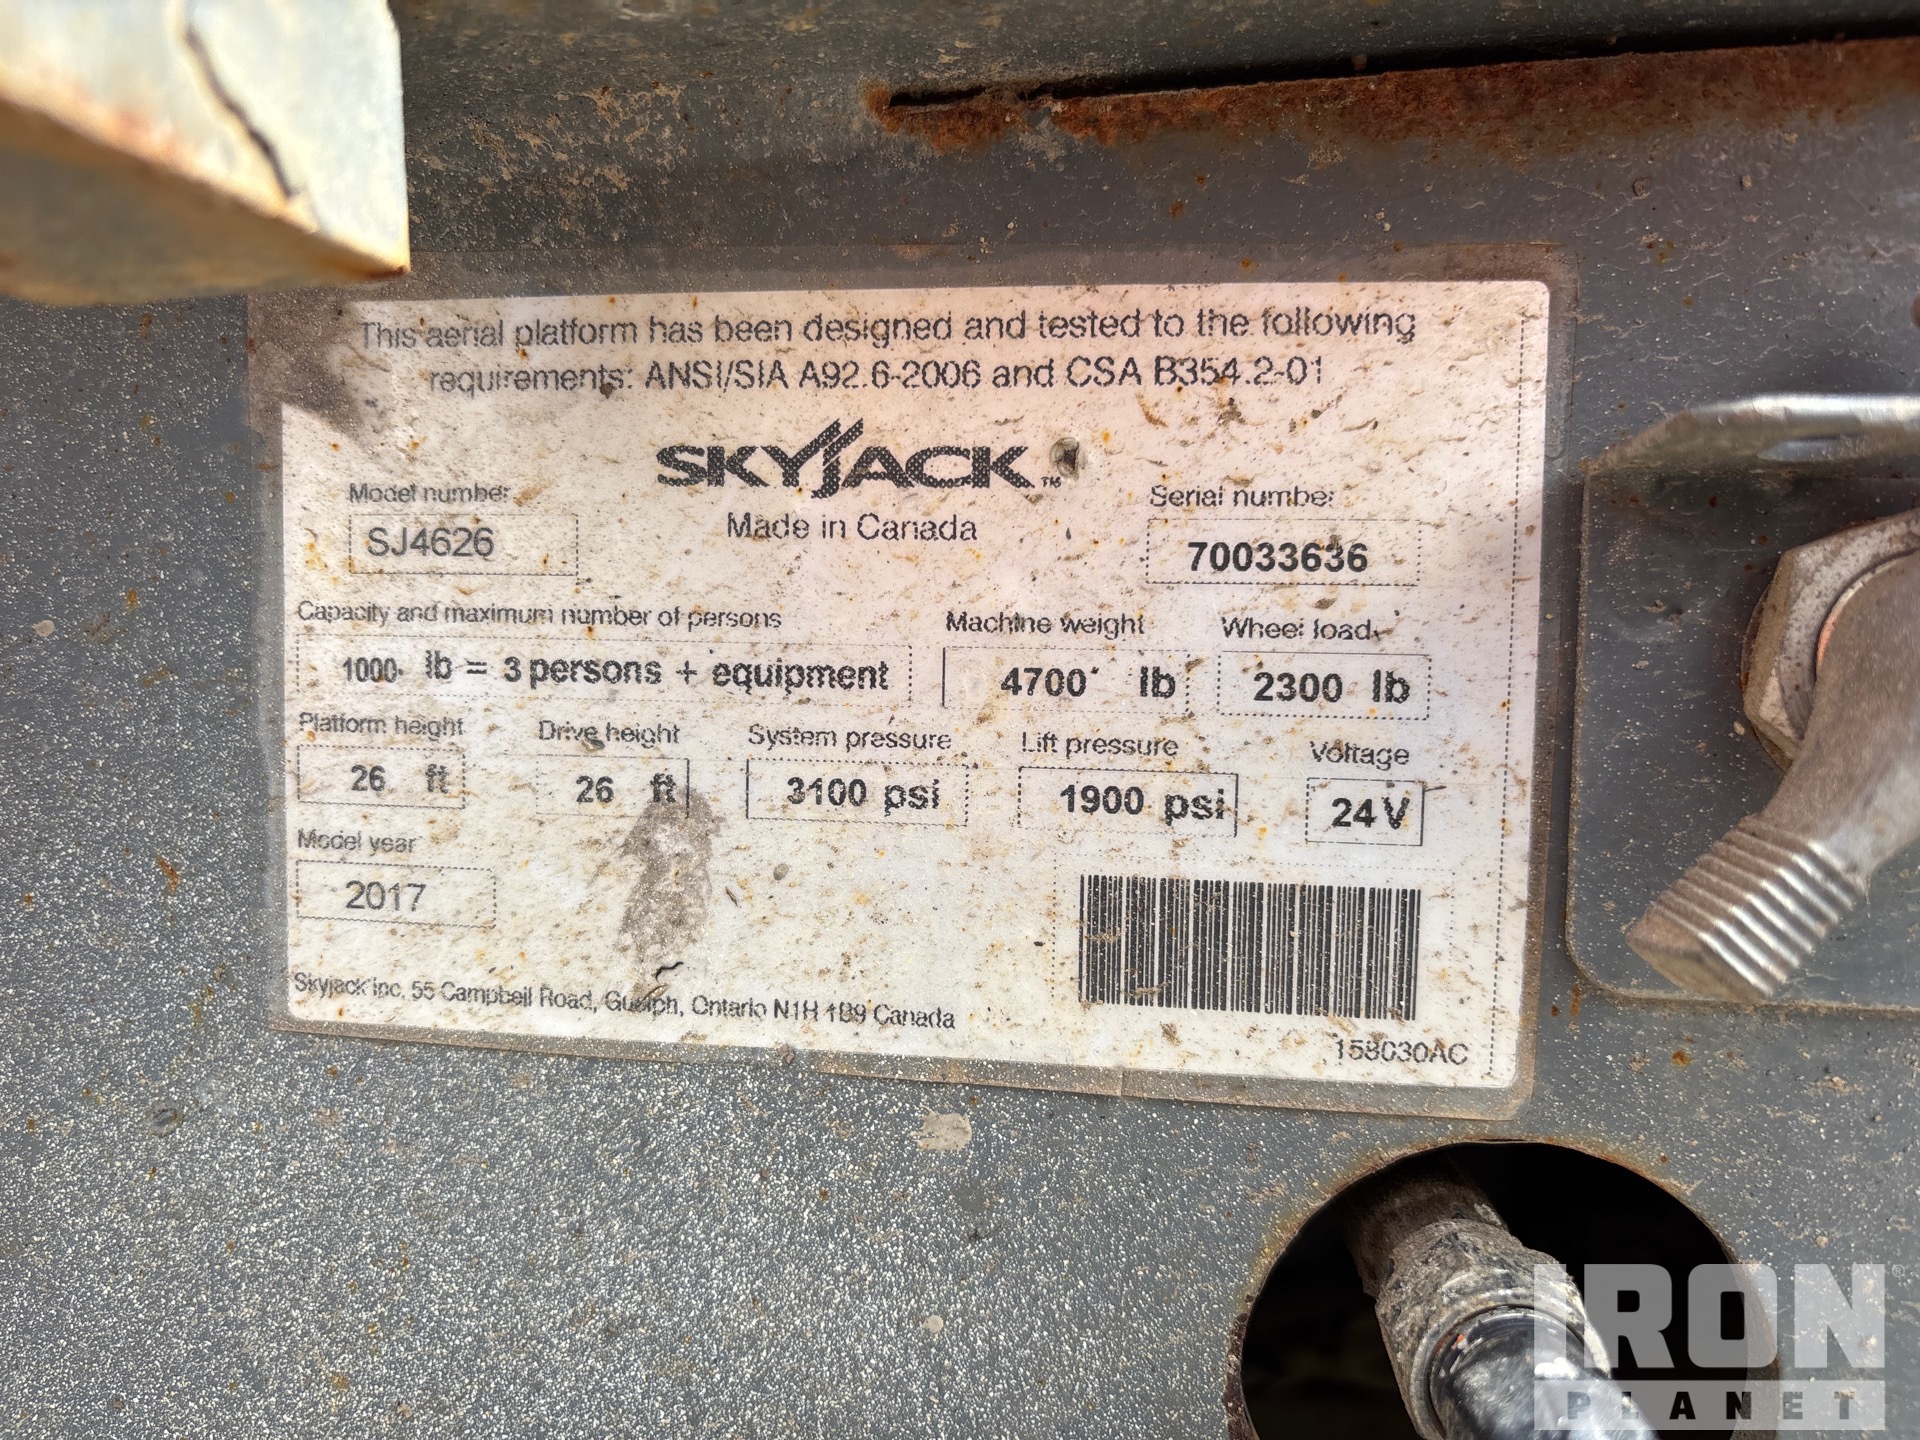 This aerial platform has been designed and tested to the following
requirements: ANSI/SIA A92.6-2006 and CSA B354.2-01
SKYJACK TM
Made in Canada
Model number
SJ4626
Serial number
70033636
Capacity and maximum number of persons
1000 lb = 3 persons + equipment
Machine weight
4700 lb
Wheel load
2300 lb
Platform height
26 ft
Drive height
26 ft
System pressure
3100 psi
Lift pressure
1900 psi
Voltage
24 V
Model year
2017
Skyjack Inc, 55 Campbell Road, Guelph, Ontario N1H 1B9 Canada
158030AC
IRON
PLANET